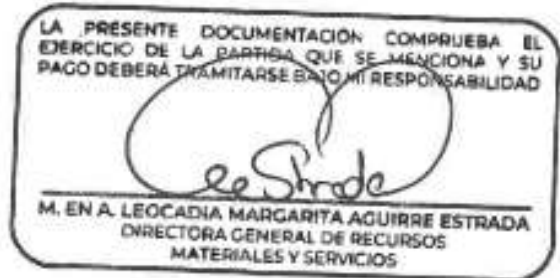 LA PRESENTE DOCUMENTACIÓN COMPRUEBA EL
EJERCICIO DE LA PARTIDA QUE SE MENCIONA Y SU
PAGO DEBERÁ TRAMITARSE BAJO MI RESPONSABILIDAD
M. EN A. LEOCADIA MARGARITA AGUIRRE ESTRADA
DIRECTORA GENERAL DE RECURSOS
MATERIALES Y SERVICIOS